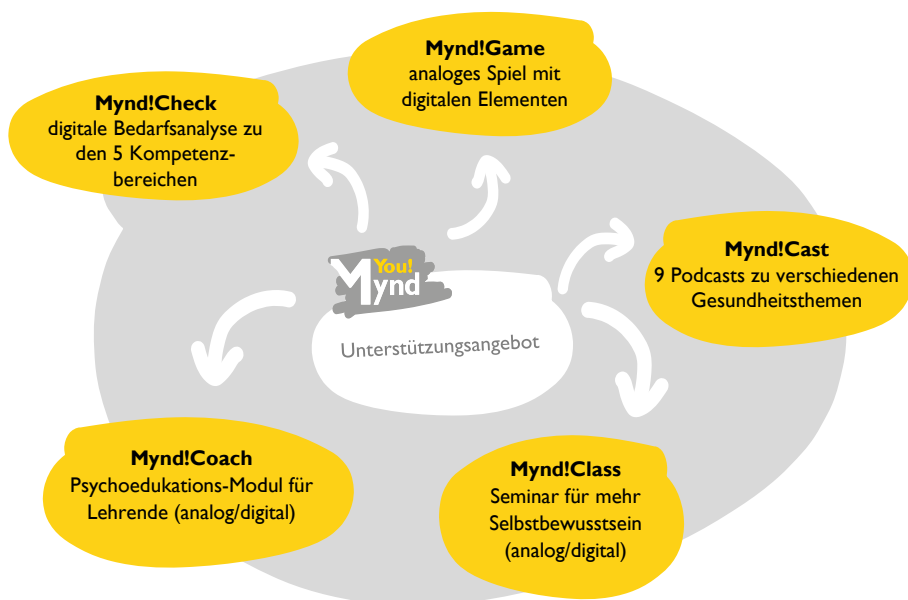 Mynd!Game
analoges Spiel mit
digitalen Elementen
Mynd!Check
digitale Bedarfsanalyse zu
den 5 Kompetenz-
bereichen
Mynd!Cast
9 Podcasts zu verschiedenen
Gesundheitsthemen
You!
Mynd
Unterstützungsangebot
Mynd!Coach
Psychoedukations-Modul für
Lehrende (analog/digital)
Mynd!Class
Seminar für mehr
Selbstbewusstsein
(analog/digital)